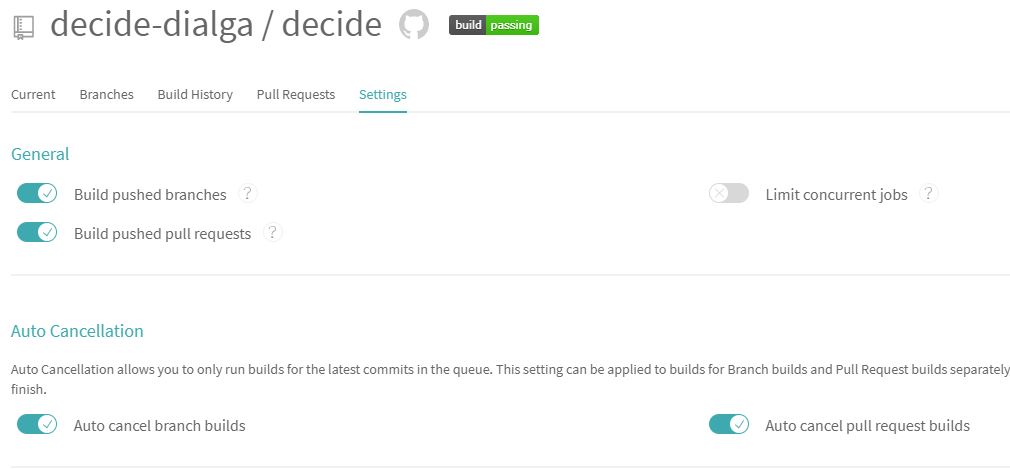 decide-dialga / decide build passing
Current Branches Build History Pull Requests Settings
General
Build pushed branches ? Limit concurrent jobs ?
Build pushed pull requests ?
Auto Cancellation
Auto Cancellation allows you to only run builds for the latest commits in the queue. This setting can be applied to builds for Branch builds and Pull Request builds separately
finish.
Auto cancel branch builds Auto cancel pull request builds